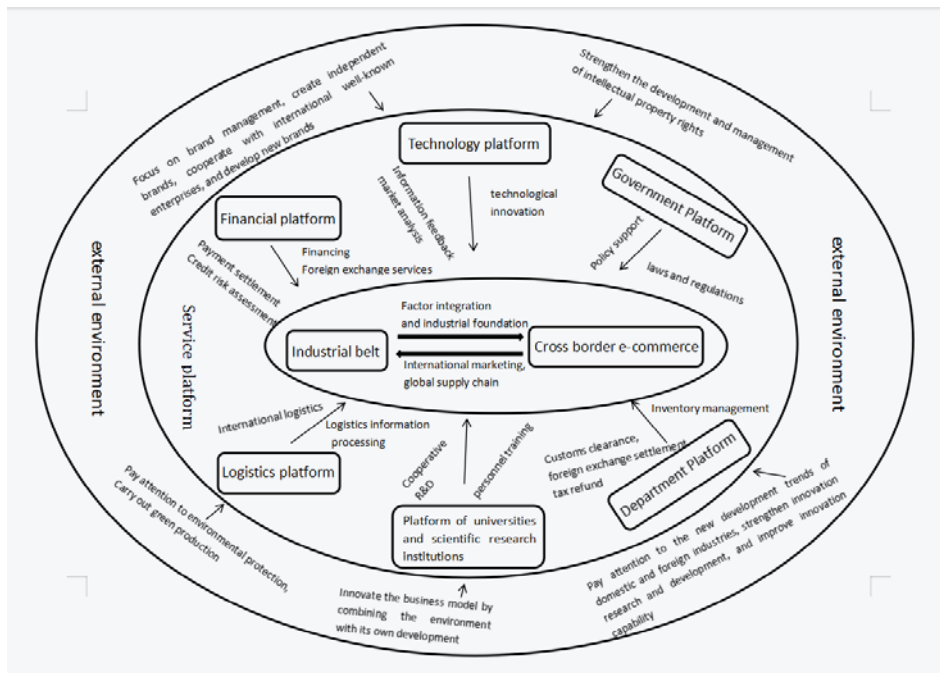 Focus on brand management, create independent
brands, cooperate with international well-known
enterprises, and develop new brands
Strengthen the development and management
of intellectual property rights
Technology platform
Information feedback
market analysis
technological
innovation
Government Platform
policy support
laws and regulations
Financial platform
Financing
Foreign exchange services
Payment settlement
Credit risk assessment
external environment
Service platform
external environment
Factor integration
and industrial foundation
Industrial belt
Cross border e-commerce
International marketing,
global supply chain
International logistics
Logistics information
processing
Logistics platform
Cooperative
R&D
personnel training
Platform of universities
and scientific research
Institutions
Inventory management
Customs clearance,
foreign exchange settlement
tax refund
Department Platform
Pay attention to environmental protection,
Carry out green production
Innovate the business model by
combining the environment
with its own development
Pay attention to the new development trends of
domestic and foreign industries, strengthen innovation
research and development, and improve innovation
capability